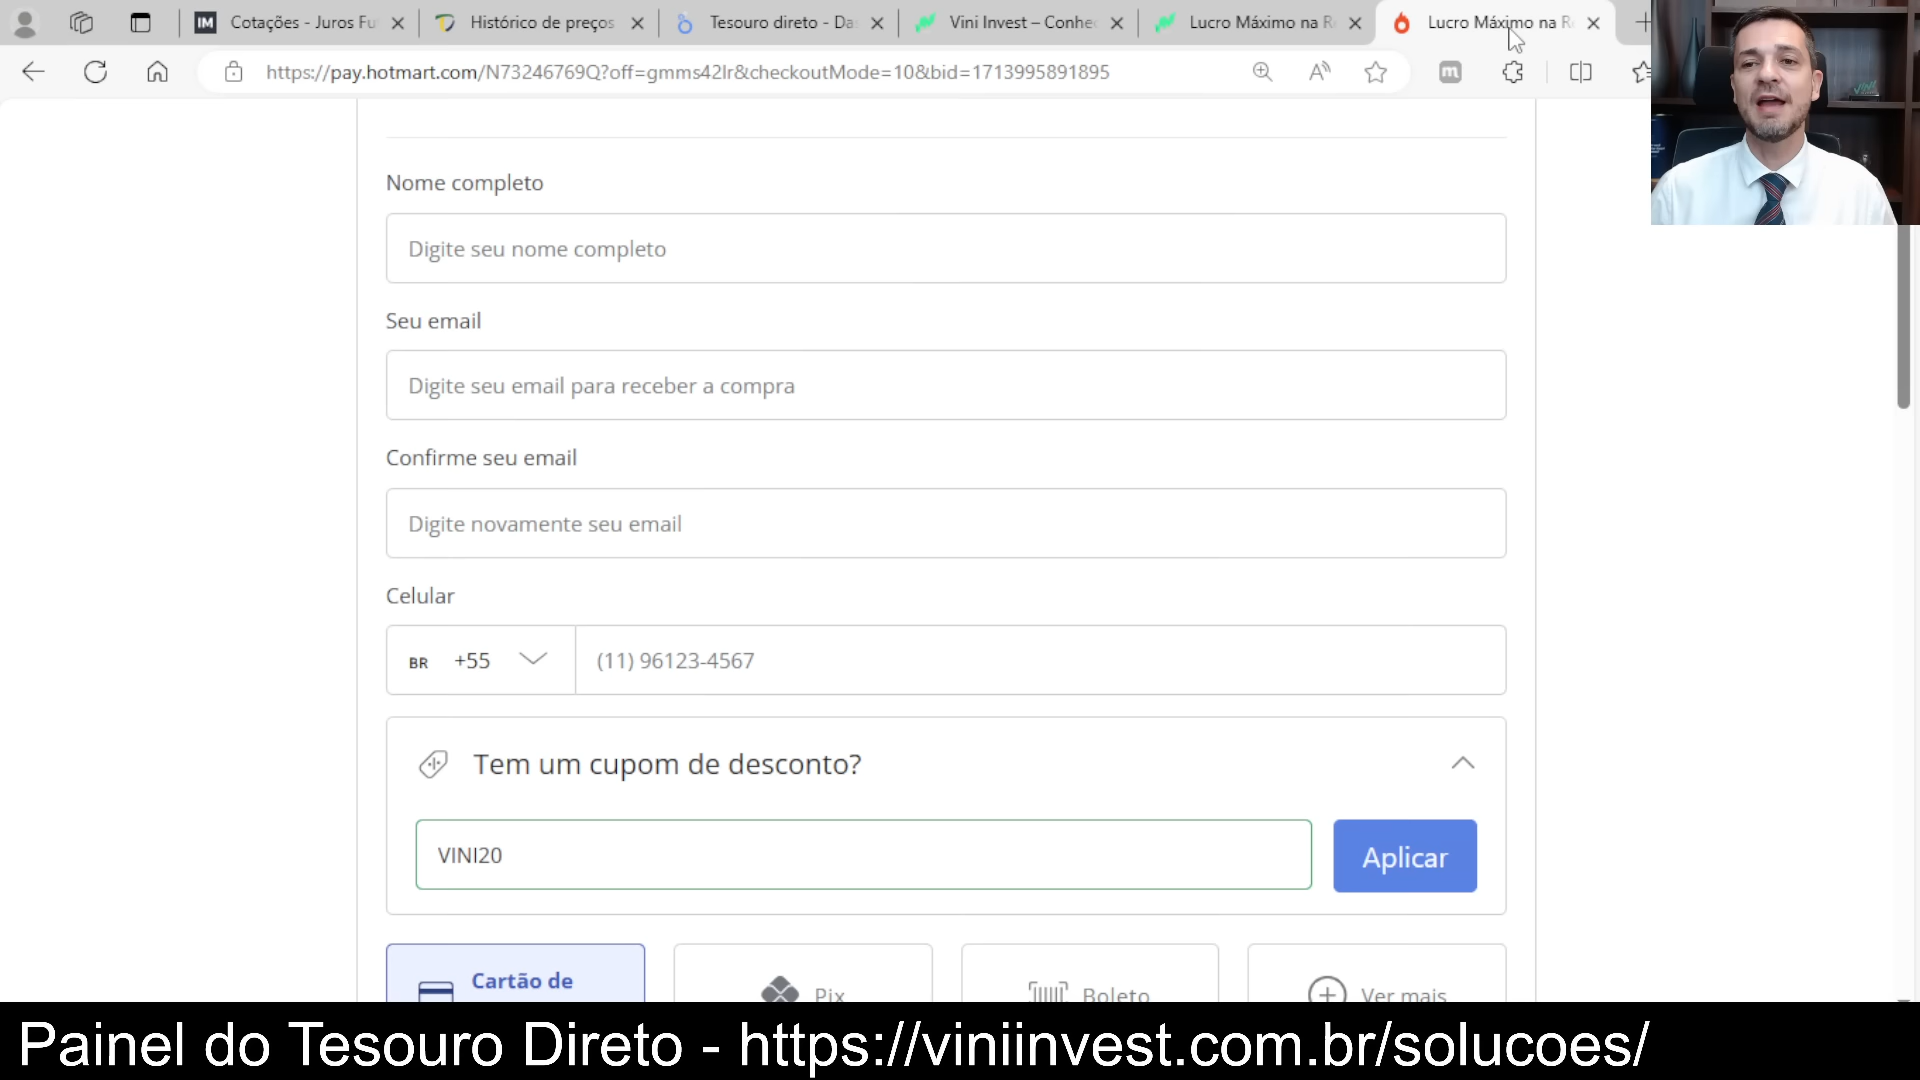 IM Cotações - Juros Fu
Histórico de preços
Tesouro direto - Da
Vini Invest – Conhec
Lucro Máximo na R
Lucro Máximo na R
https://pay.hotmart.com/N73246769Q?off=gmms42lr&checkoutMode=10&bid=1713995891895
Nome completo
Digite seu nome completo
Seu email
Digite seu email para receber a compra
Confirme seu email
Digite novamente seu email
Celular
BR +55 (11) 96123-4567
Tem um cupom de desconto?
VINI20 Aplicar
Cartão de
Pix Boleto Ver mais
Painel do Tesouro Direto - https://viniinvest.com.br/solucoes/